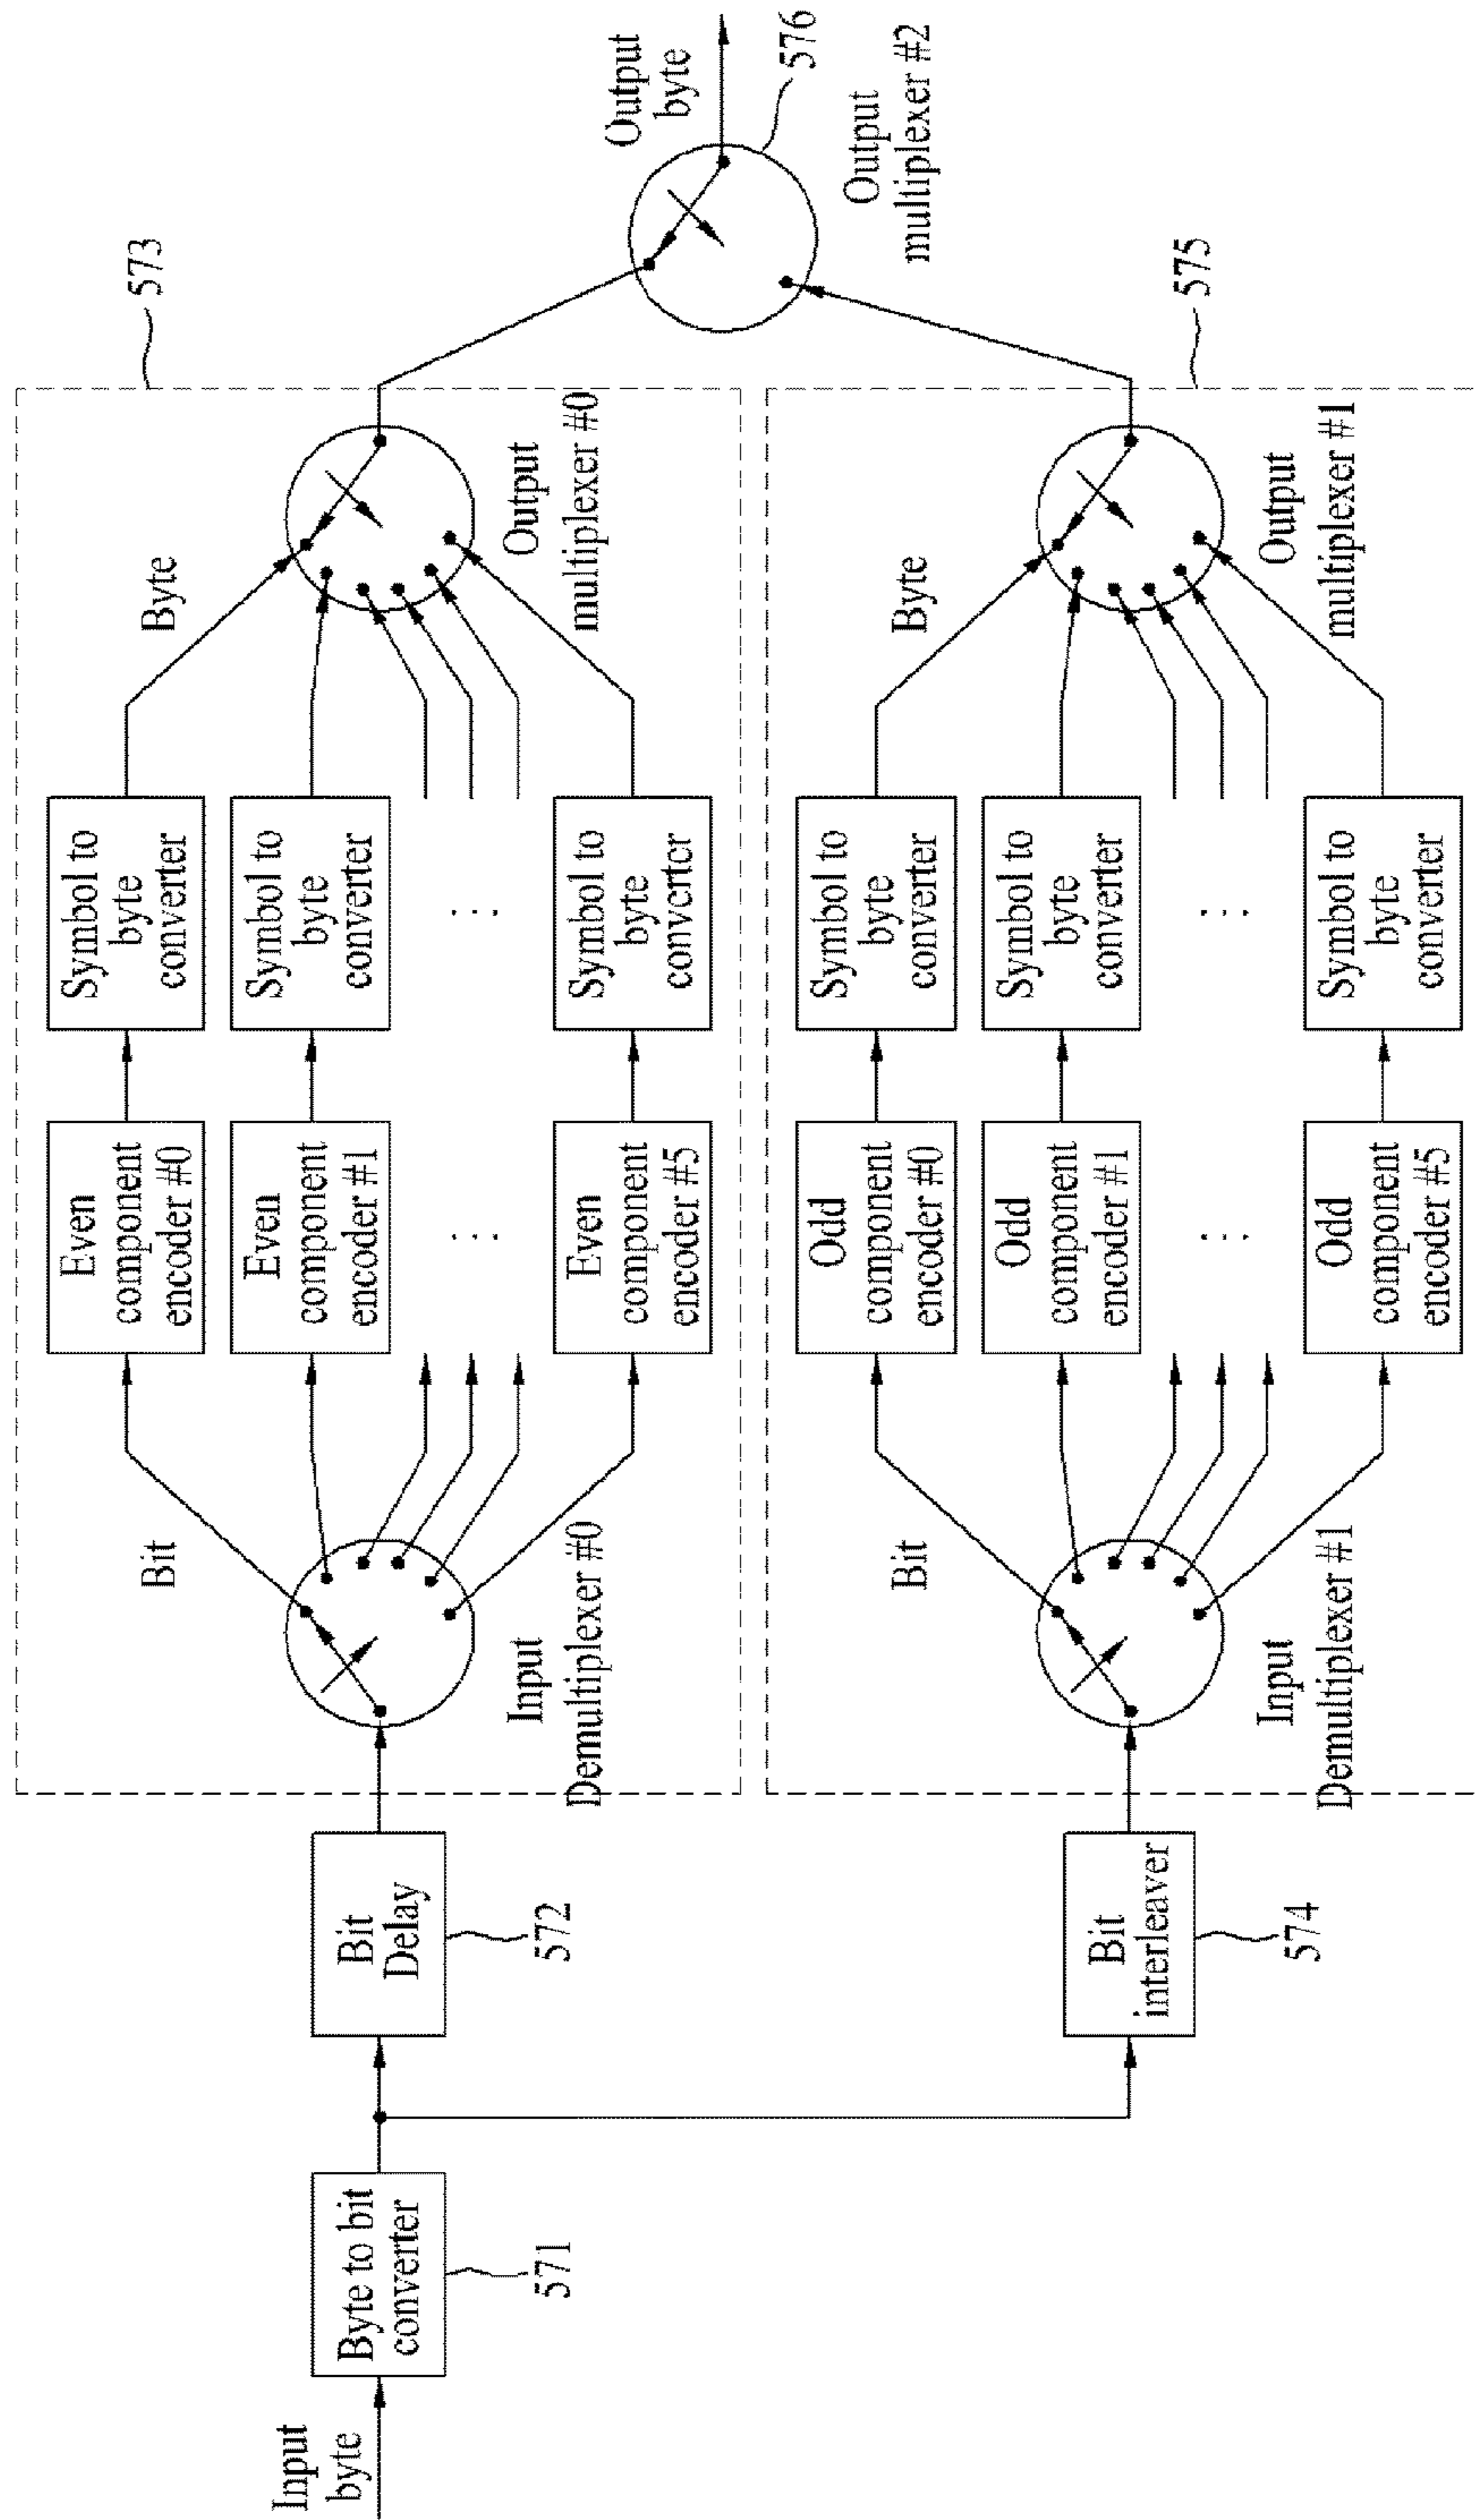 Input
byte
Byte to bit
converter
571
Bit
Delay
572
Bit
interleaver
574
573
Input
Demultiplexer #0
Bit
Even
component
encoder #0
Even
component
encoder #1
...
Even
component
encoder #5
Symbol to
byte
converter
Symbol to
byte
converter
...
Symbol to
byte
converter
Byte
Output
multiplexer #0
575
Input
Demultiplexer #1
Bit
Odd
component
encoder #0
Odd
component
encoder #1
...
Odd
component
encoder #5
Symbol to
byte
converter
Symbol to
byte
converter
...
Symbol to
byte
converter
Byte
Output
multiplexer #1
Output
byte
576
Output
multiplexer #2